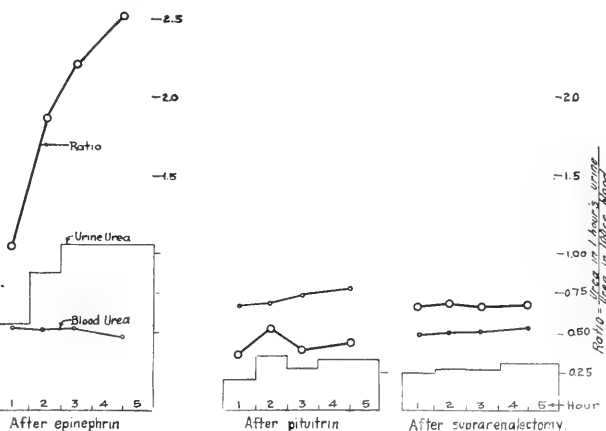 2.5
2.0
Ratio
1.5
Urine Urea
Blood Urea
1 2 3 4 5
After epinephrin
1 2 3 4 5
After pituitrin
2.0
1.5
1.00
0.75
0.50
0.25
1 2 3 4 5 Hour
After suprarenalectomy.
Ratio = Urea in 1 hour's urine
Urea in 100cc blood